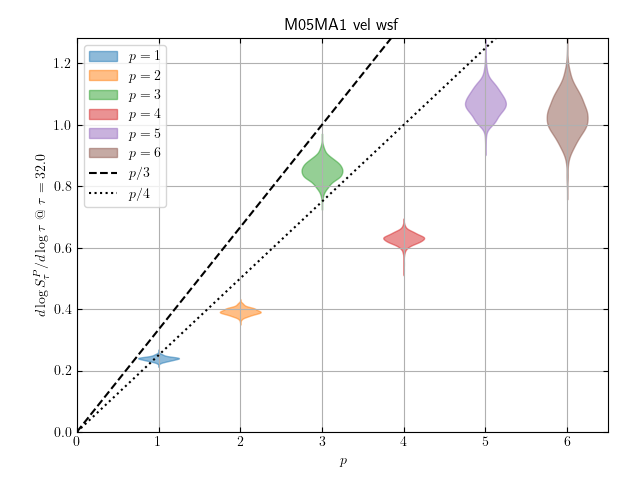 M05MA1 vel wsf
p = 1
p = 2
p = 3
p = 4
p = 5
p = 6
p/3
p/4
d log S_τ^P / d log τ @ τ = 32.0
1.2
1.0
0.8
0.6
0.4
0.2
0.0
0 1 2 3 4 5 6
p